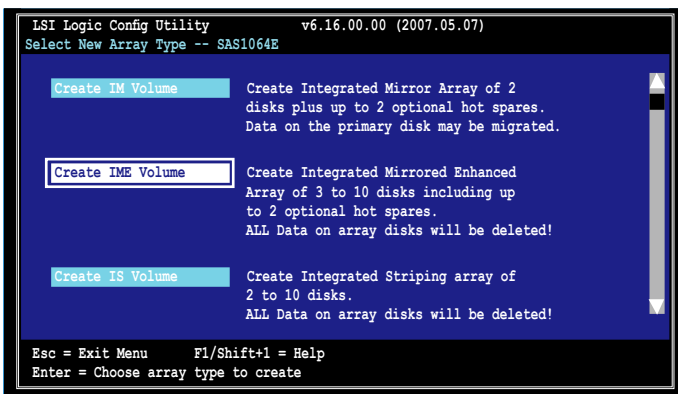 LSI Logic Config Utility v6.16.00.00 (2007.05.07)
Select New Array Type -- SAS1064E
Create IM Volume Create Integrated Mirror Array of 2
disks plus up to 2 optional hot spares.
Data on the primary disk may be migrated.
Create IME Volume Create Integrated Mirrored Enhanced
Array of 3 to 10 disks including up
to 2 optional hot spares.
ALL Data on array disks will be deleted!
Create IS Volume Create Integrated Striping array of
2 to 10 disks.
ALL Data on array disks will be deleted!
Esc = Exit Menu F1/Shift+1 = Help
Enter = Choose array type to create